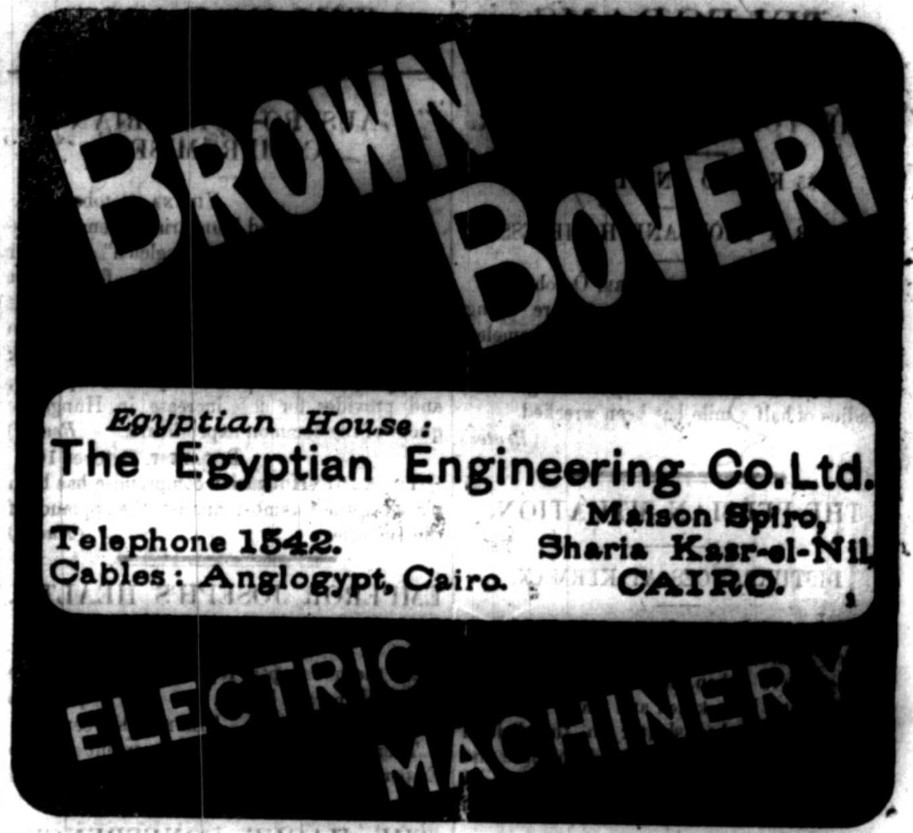 BROWN
BOVERI
Egyptian House:
The Egyptian Engineering Co. Ltd.
Maison Spiro,
Telephone 1542.
Sharia Kasr-el-Nil,
Cables: Anglogypt, Cairo.
CAIRO.
ELECTRIC
MACHINERY